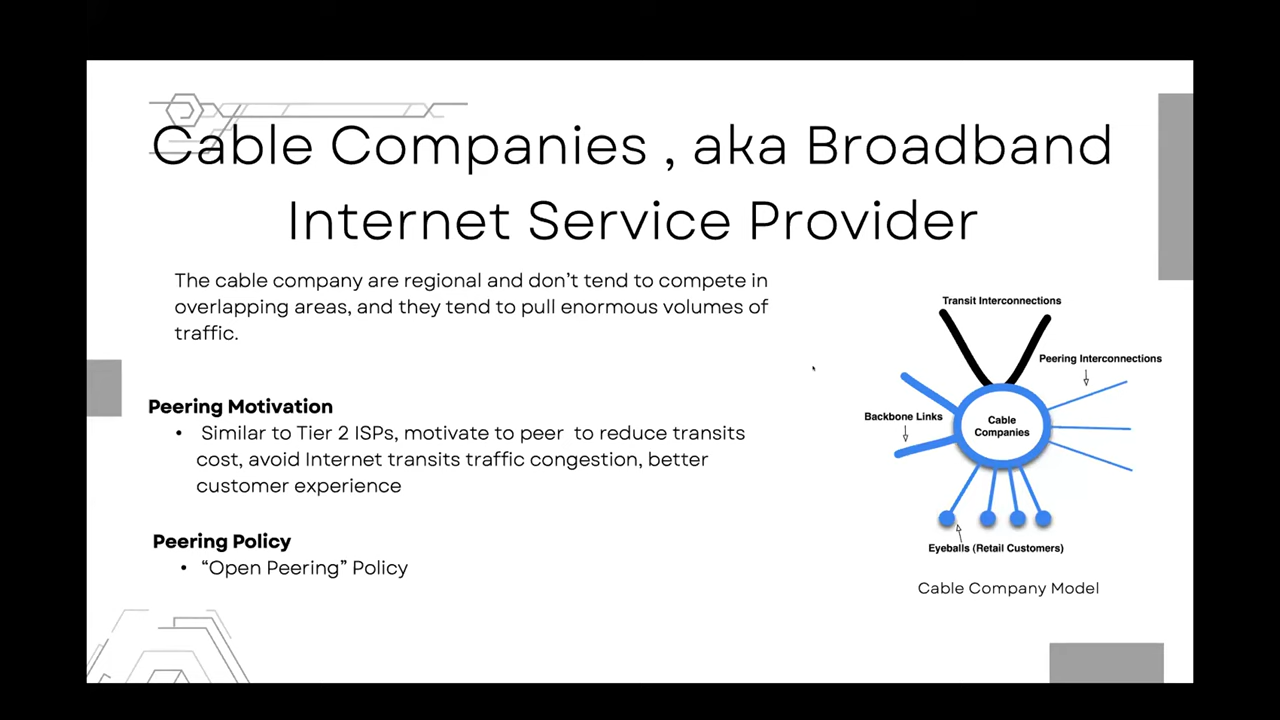 Cable Companies , aka Broadband
Internet Service Provider
The cable company are regional and don't tend to compete in
overlapping areas, and they tend to pull enormous volumes of
traffic.
Peering Motivation
• Similar to Tier 2 ISPs, motivate to peer to reduce transits
cost, avoid Internet transits traffic congestion, better
customer experience
Peering Policy
• “Open Peering” Policy
Transit Interconnections
Peering Interconnections
Backbone Links
Cable
Companies
Eyeballs (Retail Customers)
Cable Company Model